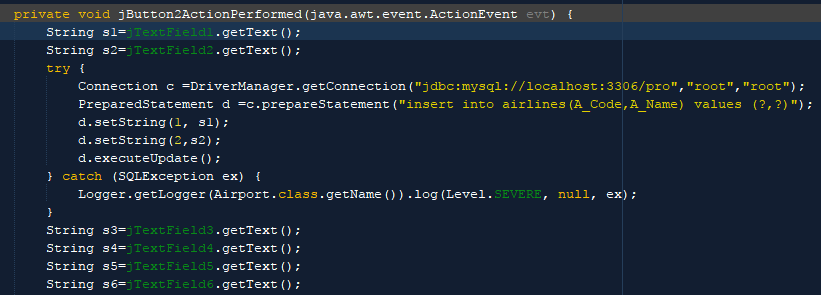 private void jButton2ActionPerformed(java.awt.event.ActionEvent evt) {
    String s1=jTextField1.getText();
    String s2=jTextField2.getText();
    try {
        Connection c =DriverManager.getConnection("jdbc:mysql://localhost:3306/pro","root","root");
        PreparedStatement d =c.prepareStatement("insert into airlines(A_Code,A_Name) values (?,?)");
        d.setString(1, s1);
        d.setString(2,s2);
        d.executeUpdate();
    } catch (SQLException ex) {
        Logger.getLogger(Airport.class.getName()).log(Level.SEVERE, null, ex);
    }
    String s3=jTextField3.getText();
    String s4=jTextField4.getText();
    String s5=jTextField5.getText();
    String s6=jTextField6.getText();